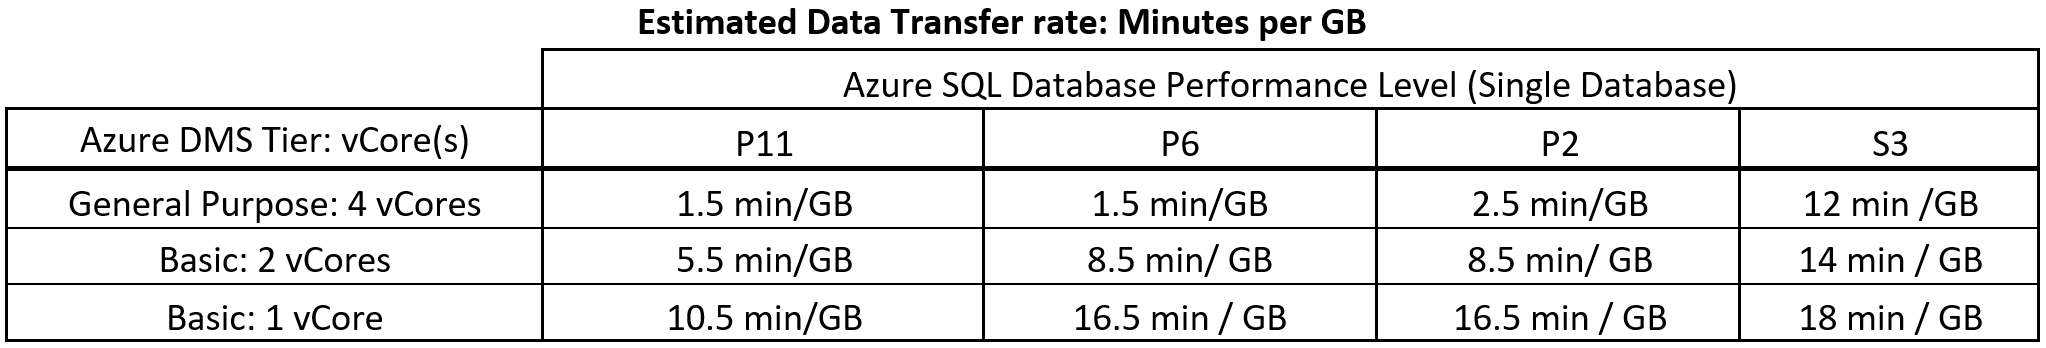 Estimated Data Transfer rate: Minutes per GB
Azure SQL Database Performance Level (Single Database)
Azure DMS Tier: vCore(s) P11 P6 P2 S3
General Purpose: 4 vCores 1.5 min/GB 1.5 min/GB 2.5 min/GB 12 min /GB
Basic: 2 vCores 5.5 min/GB 8.5 min/ GB 8.5 min/ GB 14 min / GB
Basic: 1 vCore 10.5 min/GB 16.5 min / GB 16.5 min / GB 18 min / GB